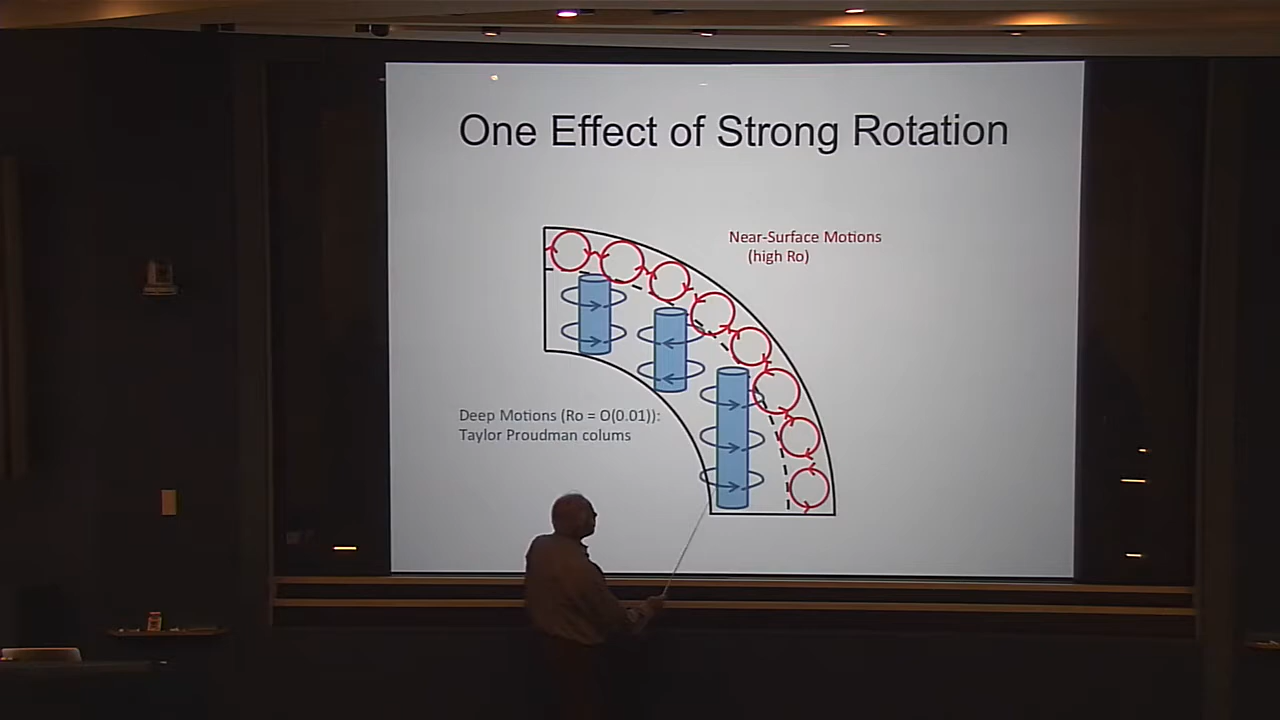 One Effect of Strong Rotation
Near-Surface Motions
(high Ro)
Deep Motions (Ro = O(0.01)):
Taylor Proudman colums